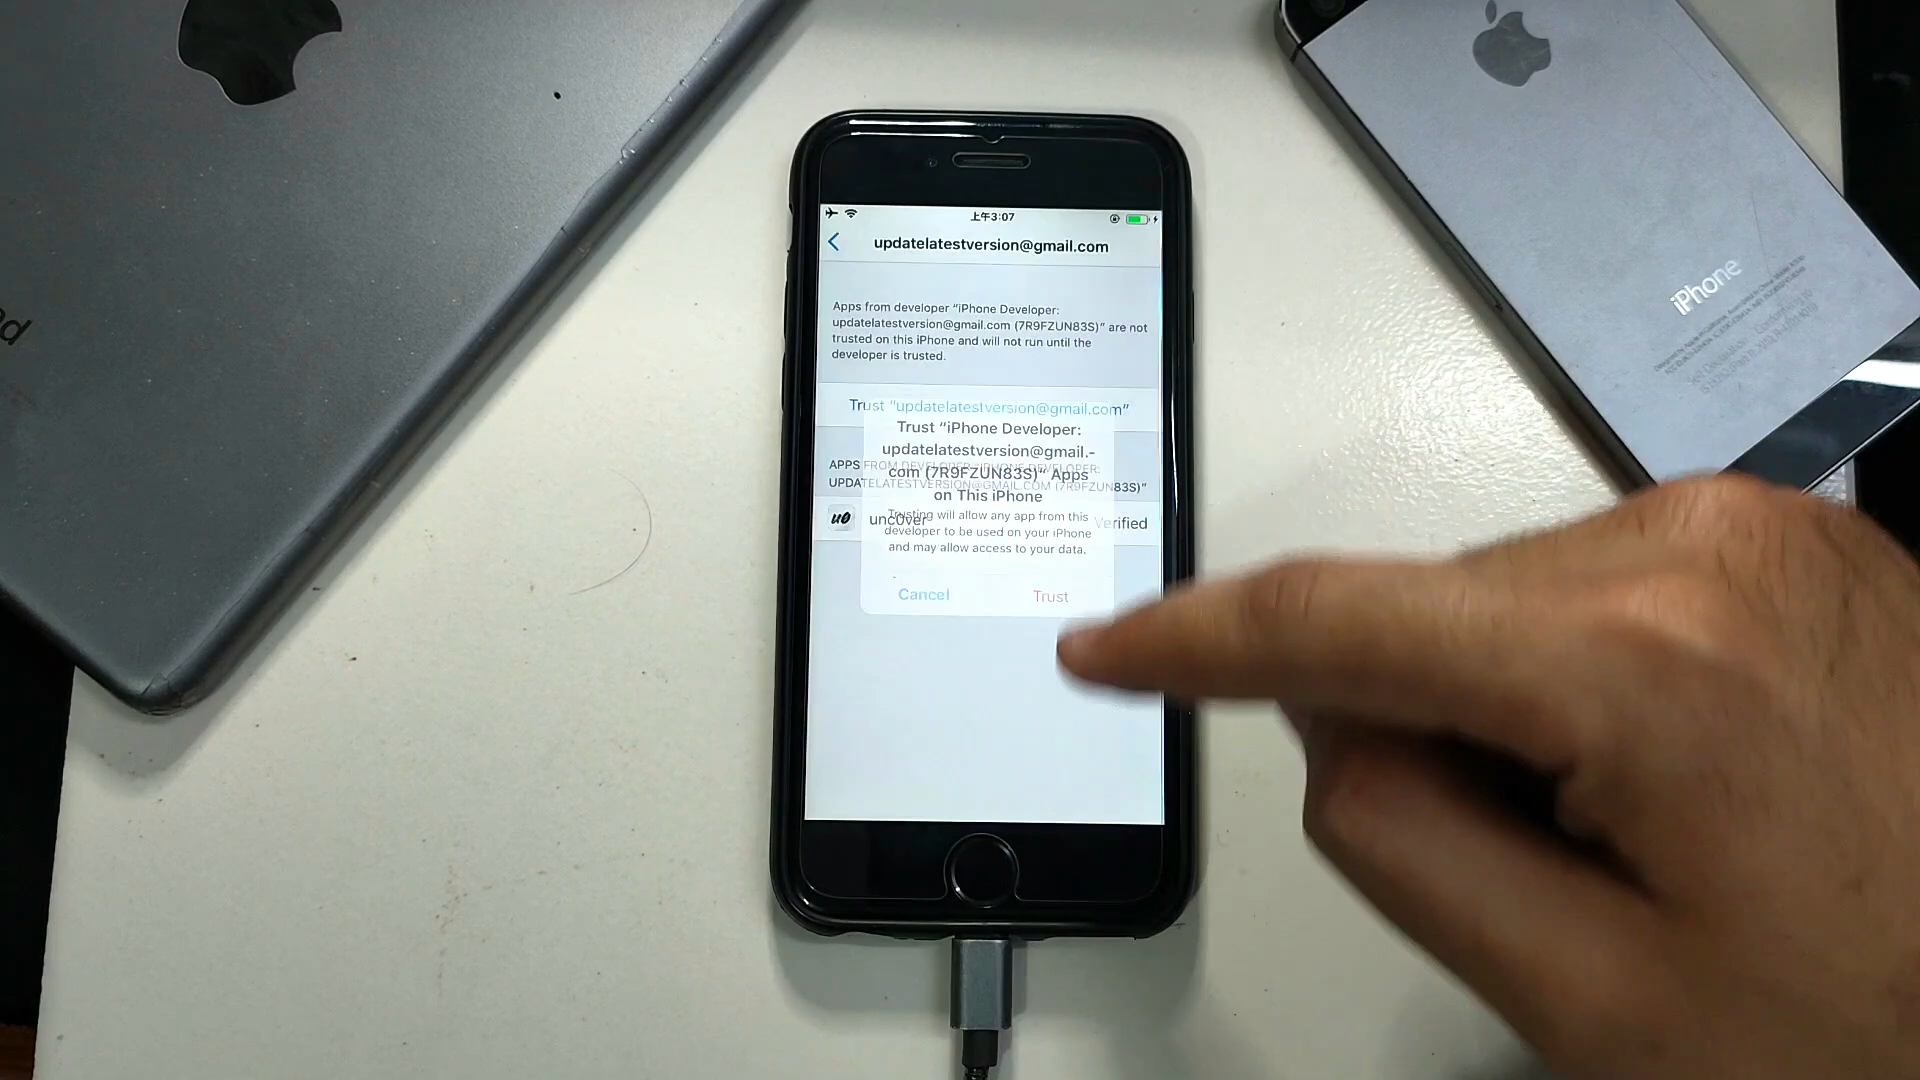 上午3:07
updatelatestversion@gmail.com
Apps from developer “iPhone Developer:
updatelatestversion@gmail.com (7R9FZUN83S)” are not
trusted on this iPhone and will not run until the
developer is trusted.
Trust “updatelatestversion@gmail.com”
Trust “iPhone Developer:
updatelatestversion@gmail.-
com (7R9FZUN83S)“ Apps
on This iPhone
Trusting will allow any app from this
developer to be used on your iPhone
and may allow access to your data.
Cancel
Trust
APPS FROM DEVELOPER “IPHONE DEVELOPER:
UPDATELATESTVERSION@GMAIL.COM (7R9FZUN83S)”
u0
unc0ver
Verified
iPhone